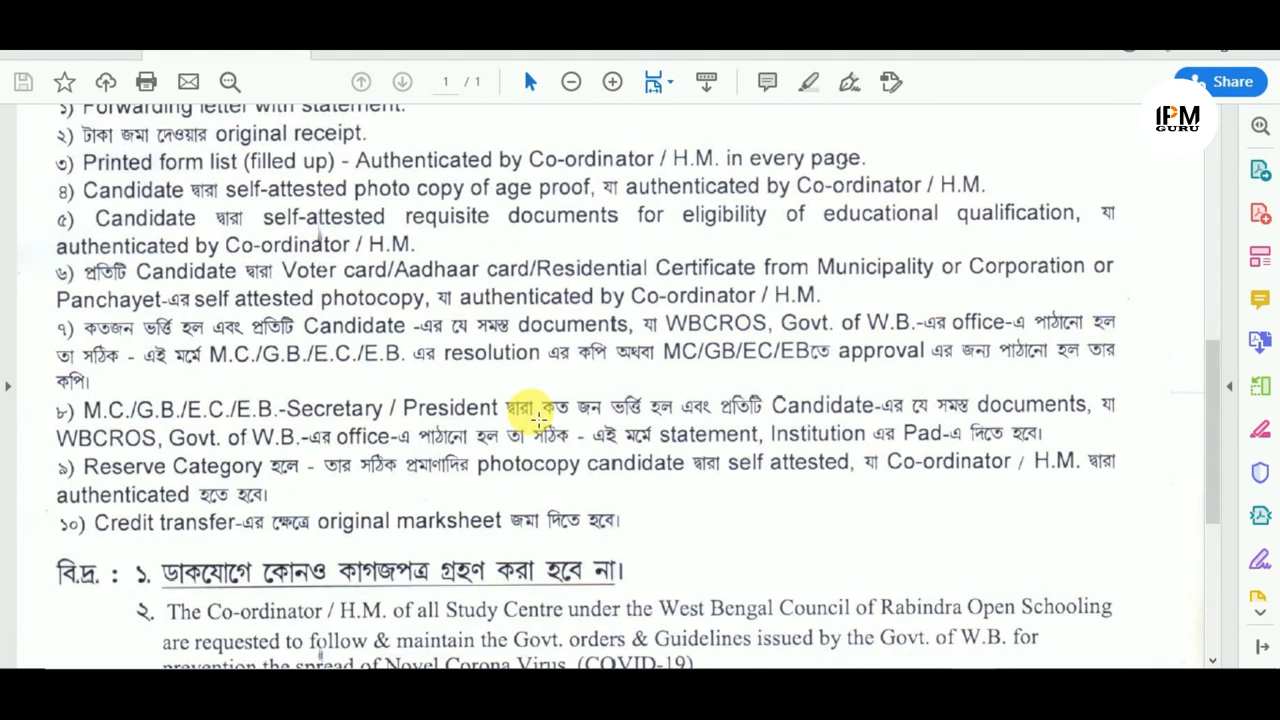 1 / 1
Share
IPM
GURU
১) Forwarding letter with statement.
২) টাকা জমা দেওয়ার original receipt.
৩) Printed form list (filled up) - Authenticated by Co-ordinator / H.M. in every page.
৪) Candidate দ্বারা self-attested photo copy of age proof, যা authenticated by Co-ordinator / H.M.
৫) Candidate দ্বারা self-attested requisite documents for eligibility of educational qualification, যা
authenticated by Co-ordinator / H.M.
৬) প্রতিটি Candidate দ্বারা Voter card/Aadhaar card/Residential Certificate from Municipality or Corporation or
Panchayet-এর self attested photocopy, যা authenticated by Co-ordinator / H.M.
৭) কতজন ভর্ত্তি হল এবং প্রতিটি Candidate -এর যে সমস্ত documents, যা WBCROS, Govt. of W.B.-এর office-এ পাঠানো হল
তা সঠিক - এই মর্মে M.C./G.B./E.C./E.B. এর resolution এর কপি অথবা MC/GB/EC/EBতে approval এর জন্য পাঠানো হল তার
কপি।
৮) M.C./G.B./E.C./E.B.-Secretary / President দ্বারা কত জন ভর্ত্তি হল এবং প্রতিটি Candidate-এর যে সমস্ত documents, যা
WBCROS, Govt. of W.B.-এর office-এ পাঠানো হল তা সঠিক - এই মর্মে statement, Institution এর Pad-এ দিতে হবে।
৯) Reserve Category হলে - তার সঠিক প্রমাণাদির photocopy candidate দ্বারা self attested, যা Co-ordinator / H.M. দ্বারা
authenticated হতে হবে।
১০) Credit transfer-এর ক্ষেত্রে original marksheet জমা দিতে হবে।
বি.দ্র. : ১. ডাকযোগে কোনও কাগজপত্র গ্রহণ করা হবে না।
২. The Co-ordinator / H.M. of all Study Centre under the West Bengal Council of Rabindra Open Schooling
are requested to follow & maintain the Govt. orders & Guidelines issued by the Govt. of W.B. for
prevention the spread of Novel Corona Virus. (COVID-19)